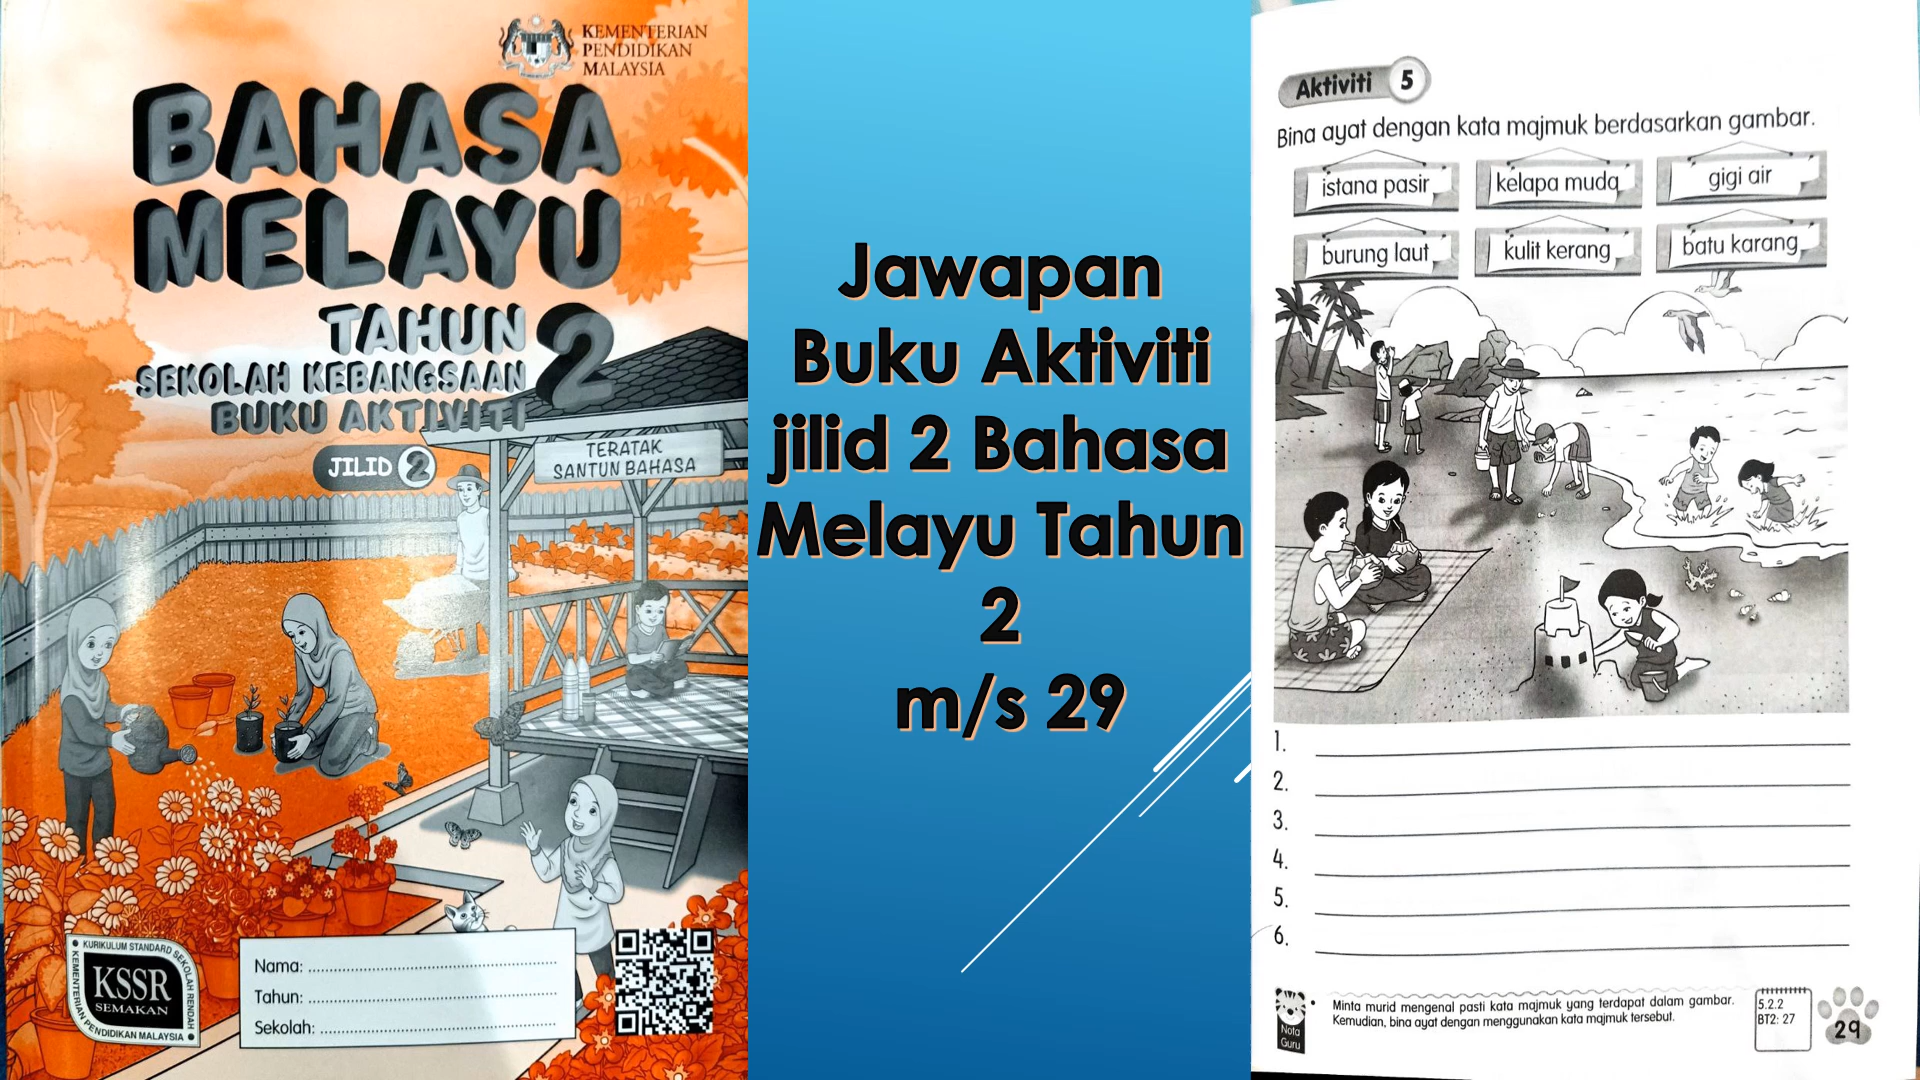 KEMENTERIAN
PENDIDIKAN
MALAYSIA
BAHASA
MELAYU
TAHUN 2
SEKOLAH KEBANGSAAN
BUKU AKTIVITI
JILID 2
TERATAK
SANTUN BAHASA
KURIKULUM STANDARD SEKOLAH RENDAH
KEMENTERIAN PENDIDIKAN MALAYSIA
KSSR
SEMAKAN
Nama:
Tahun:
Sekolah:
Jawapan
Buku Aktiviti
jilid 2 Bahasa
Melayu Tahun
2
m/s 29
Aktiviti 5
Bina ayat dengan kata majmuk berdasarkan gambar.
istana pasir
kelapa muda
gigi air
burung laut
kulit kerang
batu karang
1.
2.
3.
4.
5.
6.
Nota
Guru
• Minta murid mengenal pasti kata majmuk yang terdapat dalam gambar.
Kemudian, bina ayat dengan menggunakan kata majmuk tersebut.
5.2.2
BT2: 27
29